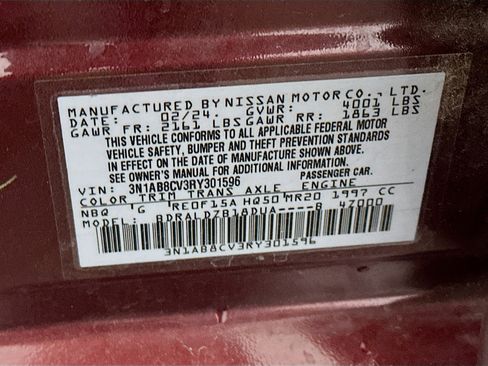 MANUFACTURED BY NISSAN MOTOR CO., LTD.
DATE: 02/24 GVWR: 4001 LBS
GAWR FR: 2161 LBS GAWR RR: 1863 LBS
THIS VEHICLE CONFORMS TO ALL APPLICABLE FEDERAL MOTOR
VEHICLE SAFETY, BUMPER AND THEFT PREVENTION STANDARDS
IN EFFECT ON THE DATE OF MANUFACTURE SHOWN ABOVE.
SEE OWNER'S MANUAL FOR ADDITIONAL INFORMATION.
VIN: 3N1AB8CV3RY301596 PASSENGER CAR.
COLOR TRIM TRANS AXLE ENGINE
NBQ G RE0F15A HQ50 MR20 1997 CC
BDRALDZB18DUA----B
3N1AB8CV3RY301596